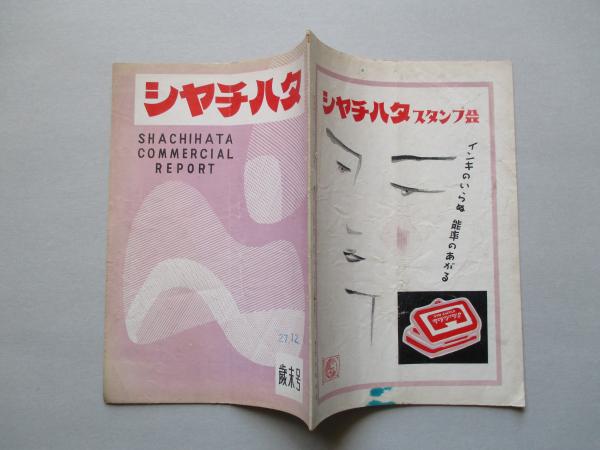 シヤチハタ
SHACHIHATA
COMMERCIAL
REPORT
27.12
歳末号
シヤチハタスタンプ台
インキのいらぬ 能率のあがる
Shachihata